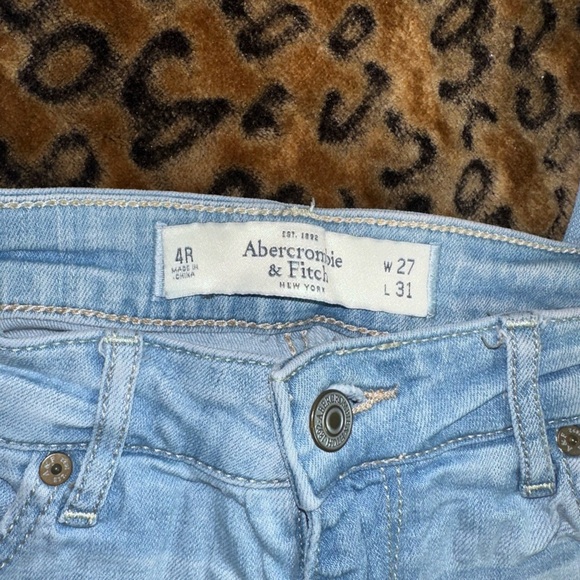 EST. 1892
Abercrombie
& Fitch
NEW YORK
4R
MADE IN
CHINA
W 27
L 31